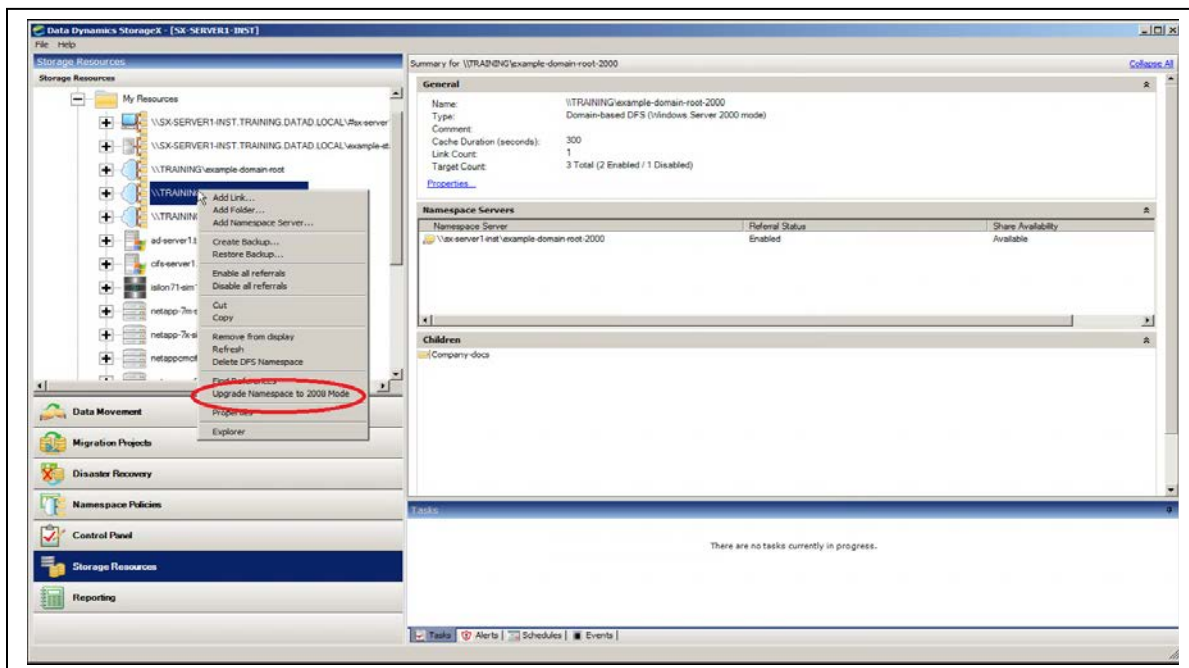 Data Dynamics StorageX - [SX-SERVER1-INST]
File Help
Storage Resources
Storage Resources
My Resources
\\SX-SERVER1-INST.TRAINING.DATAD.LOCAL\#sx-server
\\SX-SERVER1-INST.TRAINING.DATAD.LOCAL\example-st
\\TRAINING\example-domain-root
\\TRAINING
\\TRAININ
ad-server1.t
cifs-server1.
isilon71-sim
netapp-7m-s
netapp-7x-si
netappcmof
Add Link...
Add Folder...
Add Namespace Server...
Create Backup...
Restore Backup...
Enable all referrals
Disable all referrals
Cut
Copy
Remove from display
Refresh
Delete DFS Namespace
Find References
Upgrade Namespace to 2008 Mode
Properties
Explorer
Data Movement
Migration Projects
Disaster Recovery
Namespace Policies
Control Panel
Storage Resources
Reporting
Summary for \\TRAINING\example-domain-root-2000 Collapse All
General
Name: \\TRAINING\example-domain-root-2000
Type: Domain-based DFS (Windows Server 2000 mode)
Comment:
Cache Duration (seconds): 300
Link Count: 1
Target Count: 3 Total (2 Enabled / 1 Disabled)
Properties...
Namespace Servers
Namespace Server Referral Status Share Availability
\\sx-server1-inst\example-domain-root-2000 Enabled Available
Children
Company-docs
Tasks
There are no tasks currently in progress.
Tasks Alerts Schedules Events